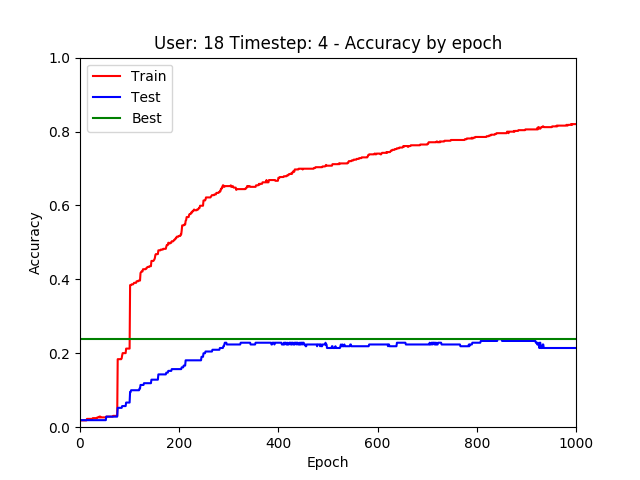 User: 18 Timestep: 4 - Accuracy by epoch
1.0
Train
Test
Best
0.8
0.6
Accuracy
0.4
0.2
0.0
0 200 400 600 800 1000
Epoch